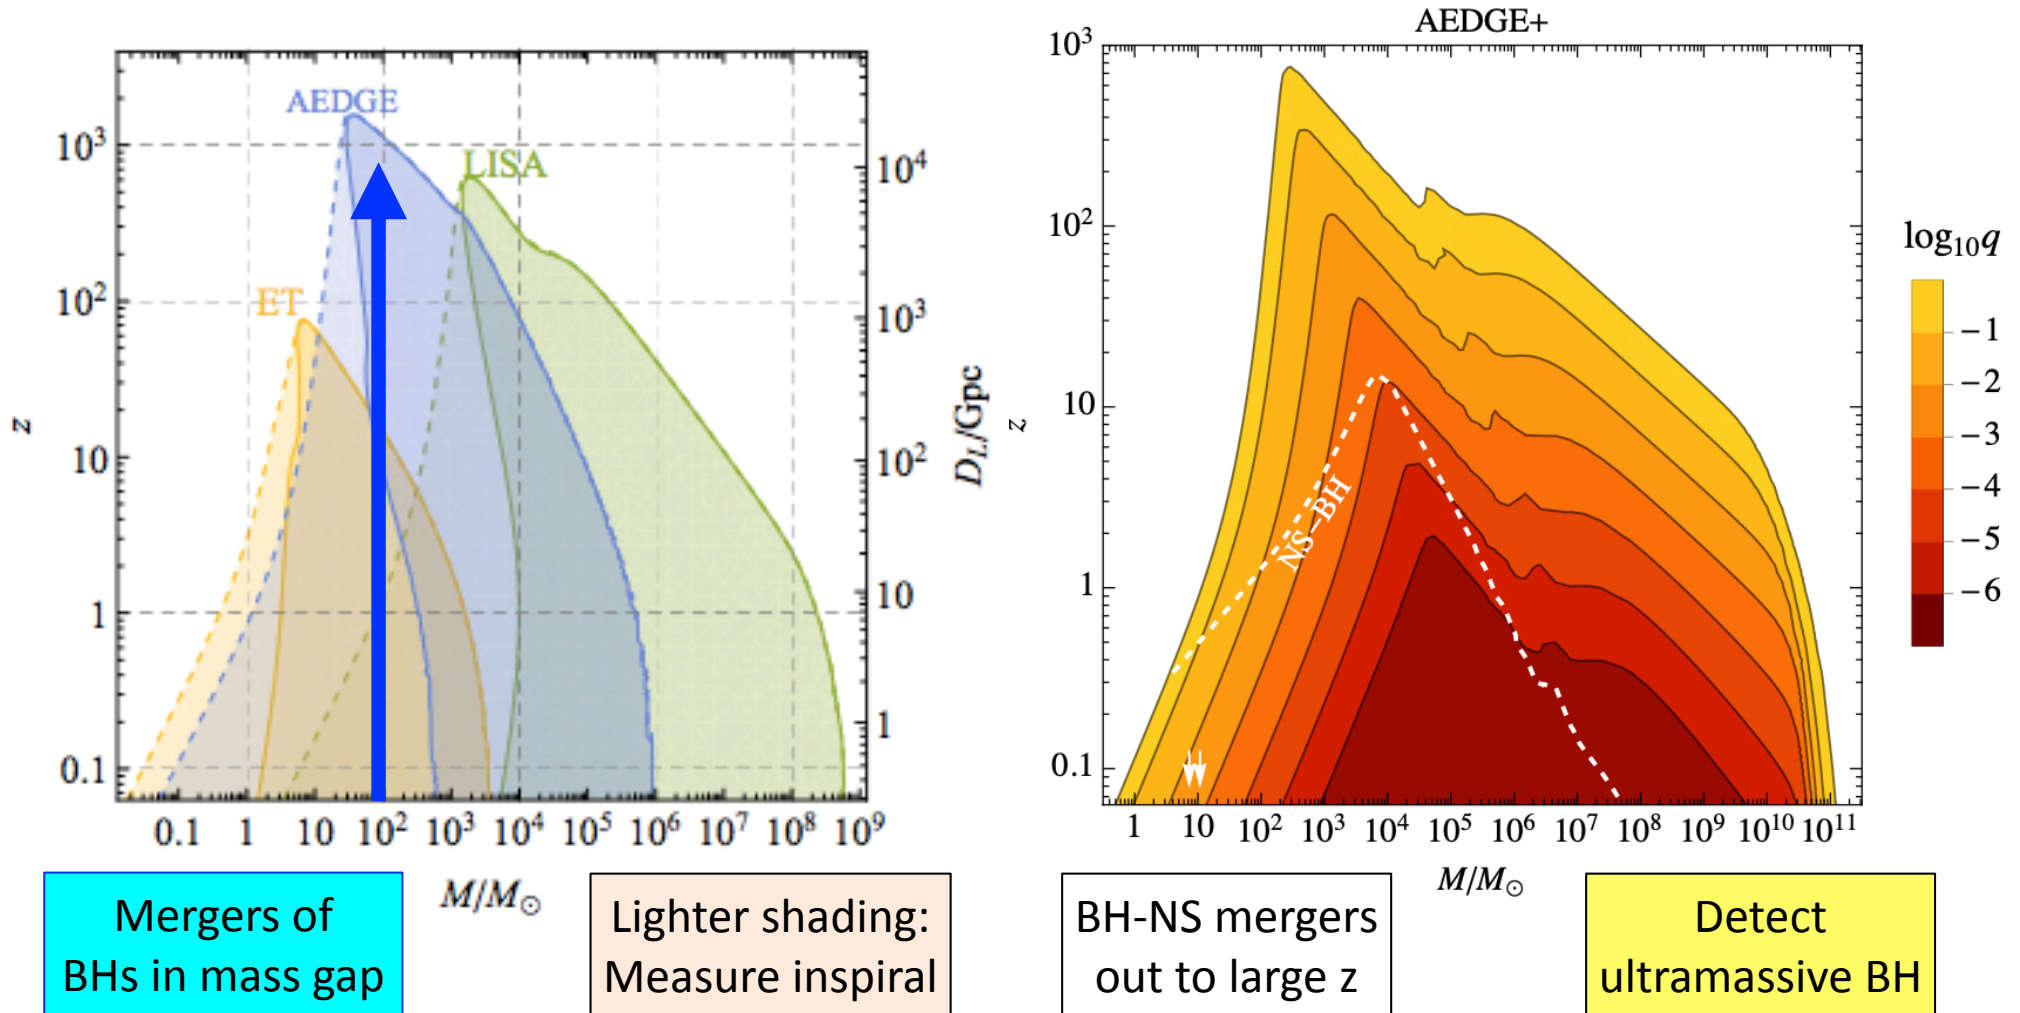 AEDGE
LISA
ET
10³
10²
10
1
0.1
z
10⁴
10³
10²
10
1
D_L/Gpc
0.1 1 10 10² 10³ 10⁴ 10⁵ 10⁶ 10⁷ 10⁸ 10⁹
M/M☉
AEDGE+
10³
10²
10
1
0.1
z
NS-BH
1 10 10² 10³ 10⁴ 10⁵ 10⁶ 10⁷ 10⁸ 10⁹ 10¹⁰ 10¹¹
M/M☉
log₁₀q
−1
−2
−3
−4
−5
−6
Mergers of
BHs in mass gap
Lighter shading:
Measure inspiral
BH-NS mergers
out to large z
Detect
ultramassive BH